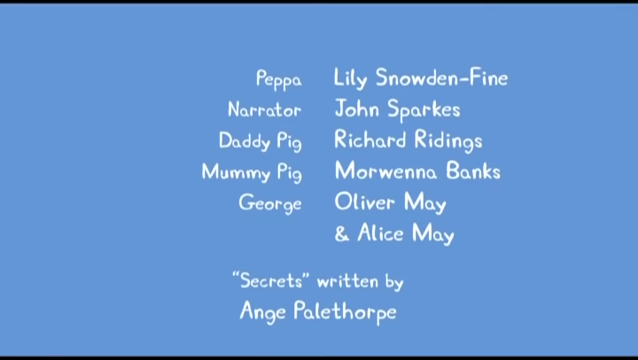 Peppa Lily Snowden-Fine
Narrator John Sparkes
Daddy Pig Richard Ridings
Mummy Pig Morwenna Banks
George Oliver May
& Alice May
"Secrets" written by
Ange Palethorpe